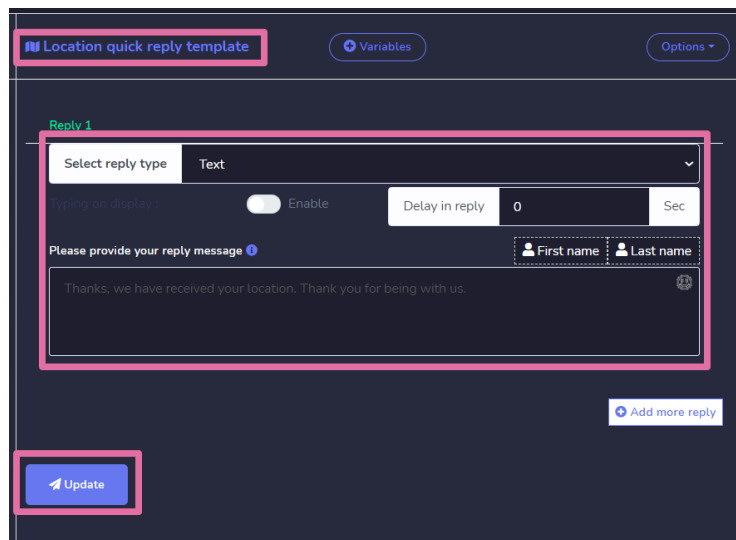 Location quick reply template Variables Options
Reply 1
Select reply type Text
Typing on display : Enable Delay in reply 0 Sec
Please provide your reply message First name Last name
Thanks, we have received your location. Thank you for being with us.
Add more reply
Update